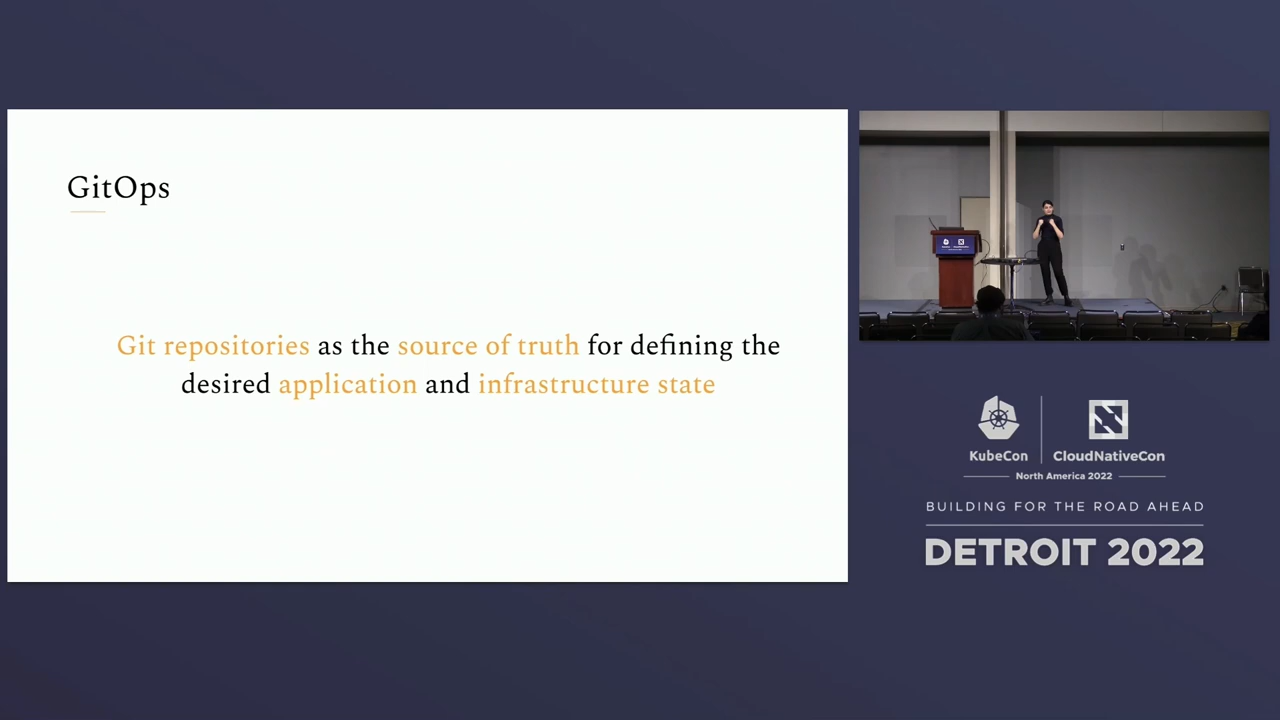 GitOps
Git repositories as the source of truth for defining the
desired application and infrastructure state
KubeCon
CloudNativeCon
North America 2022
BUILDING FOR THE ROAD AHEAD
DETROIT 2022